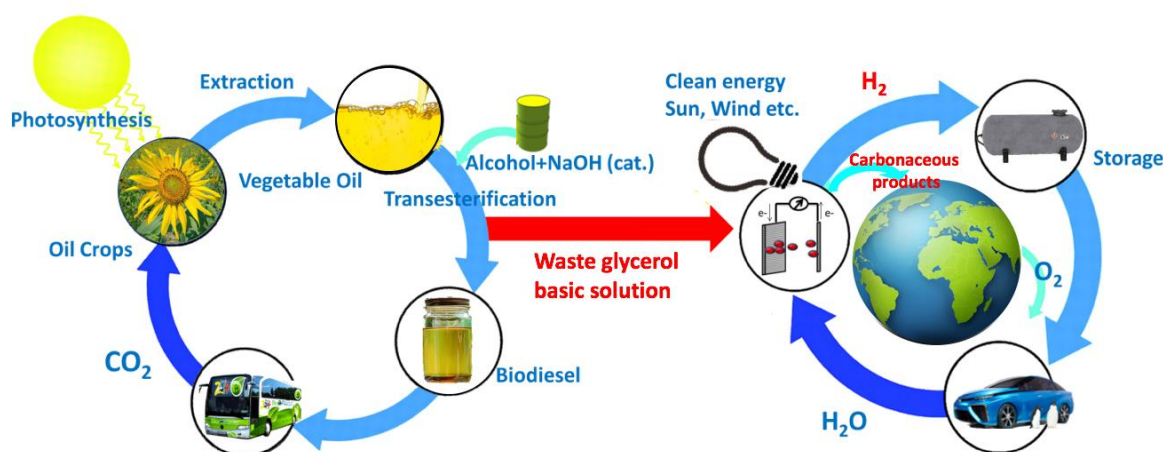 Photosynthesis
Extraction
Vegetable Oil
Oil Crops
Alcohol+NaOH (cat.)
Transesterification
Biodiesel
CO₂
Waste glycerol
basic solution
Clean energy
Sun, Wind etc.
e-
e-
H₂
Carbonaceous
products
Storage
O₂
H₂O